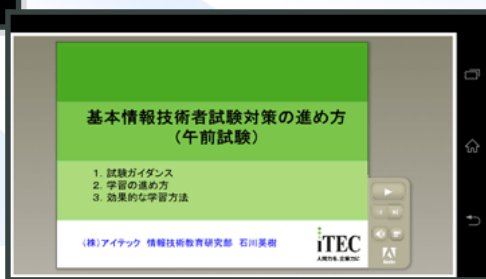 基本情報技術者試験対策の進め方
（午前試験）
1. 試験ガイダンス
2. 学習の進め方
3. 効果的な学習方法
（株）アイテック 情報技術教育研究部 石川英樹
iTEC
人間力を、企業力に